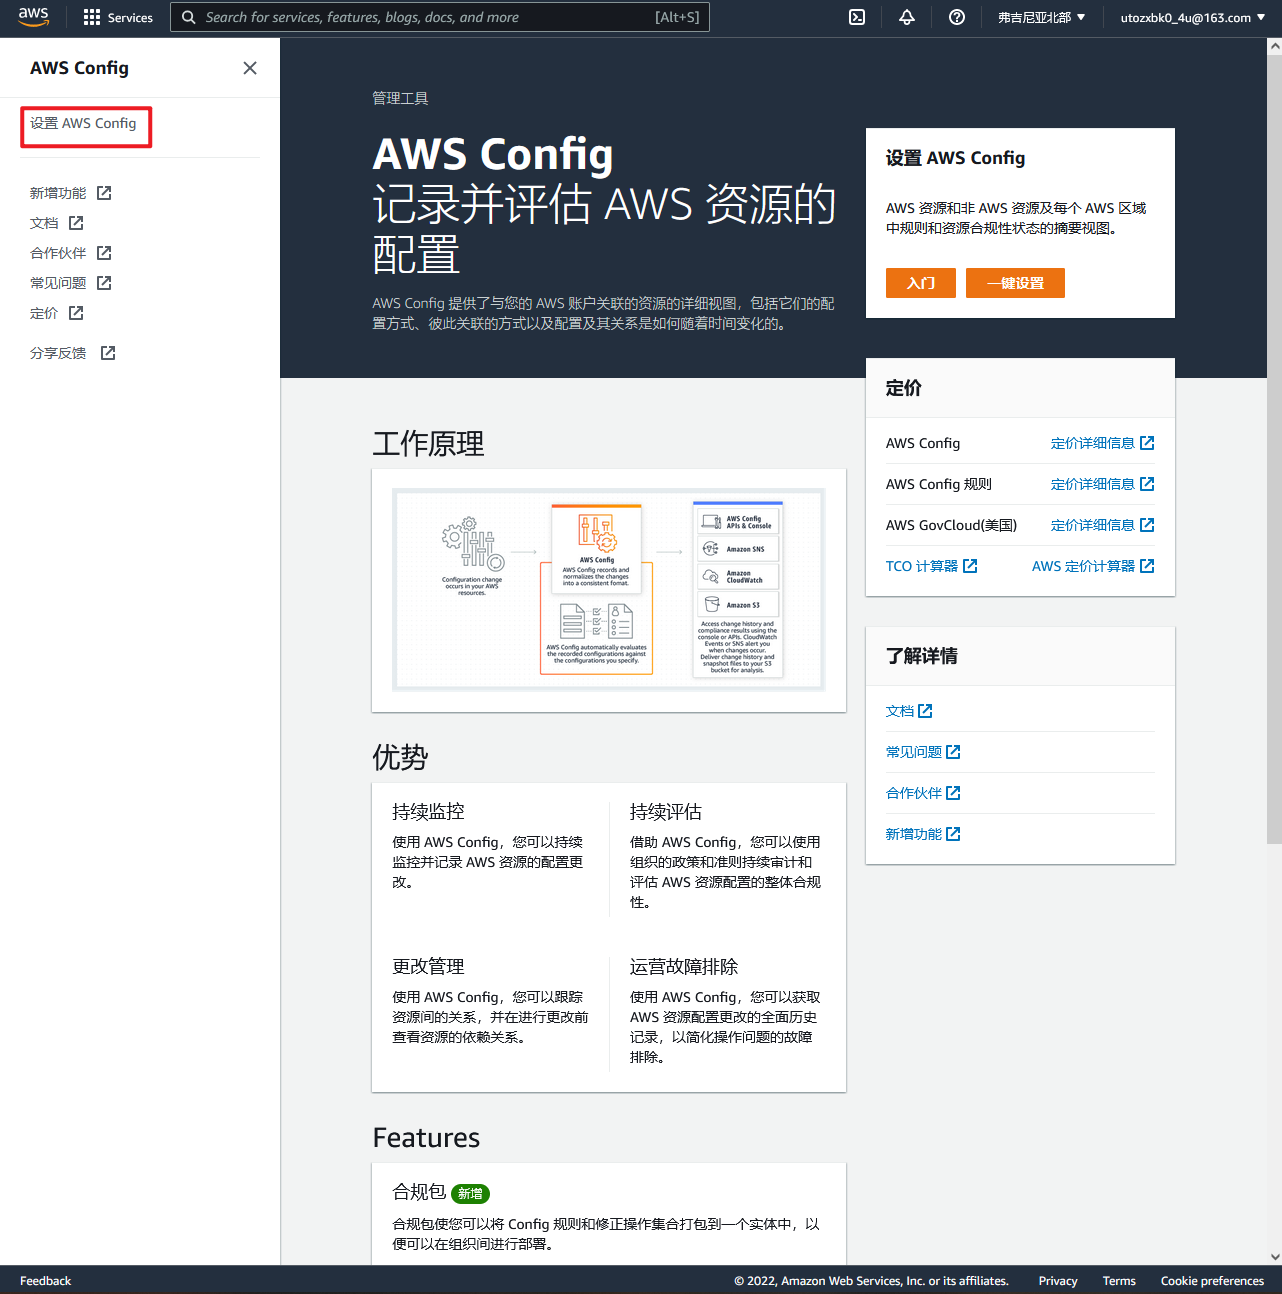 aws
Services
Search for services, features, blogs, docs, and more
[Alt+S]
弗吉尼亚北部
utozxbk0_4u@163.com
AWS Config
设置 AWS Config
新增功能
文档
合作伙伴
常见问题
定价
分享反馈
管理工具
AWS Config
记录并评估 AWS 资源的
配置
AWS Config 提供了与您的 AWS 账户关联的资源的详细视图，包括它们的配
置方式、彼此关联的方式以及配置及其关系是如何随着时间变化的。
设置 AWS Config
AWS 资源和非 AWS 资源及每个 AWS 区域
中规则和资源合规性状态的摘要视图。
入门
一键设置
定价
AWS Config
定价详细信息
AWS Config 规则
定价详细信息
AWS GovCloud(美国)
定价详细信息
TCO 计算器
AWS 定价计算器
了解详情
文档
常见问题
合作伙伴
新增功能
工作原理
Configuration change
occurs in your AWS
resources.
AWS Config
AWS Config records and
normalizes the changes
into a consistent format.
AWS Config automatically evaluates
the recorded configurations against
the configurations you specify.
AWS Config
APIs & Console
Amazon SNS
Amazon
CloudWatch
Amazon S3
Access change history and
compliance results using the
console or APIs. CloudWatch
Events or SNS alert you
when changes occur.
Deliver change history and
snapshot files to your S3
bucket for analysis.
优势
持续监控
使用 AWS Config，您可以持续
监控并记录 AWS 资源的配置更
改。
持续评估
借助 AWS Config，您可以使用
组织的政策和准则持续审计和
评估 AWS 资源配置的整体合规
性。
更改管理
使用 AWS Config，您可以跟踪
资源间的关系，并在进行更改前
查看资源的依赖关系。
运营故障排除
使用 AWS Config，您可以获取
AWS 资源配置更改的全面历史
记录，以简化操作问题的故障
排除。
Features
合规包 新增
合规包使您可以将 Config 规则和修正操作集合打包到一个实体中，以
便可以在组织间进行部署。
Feedback
© 2022, Amazon Web Services, Inc. or its affiliates.
Privacy
Terms
Cookie preferences